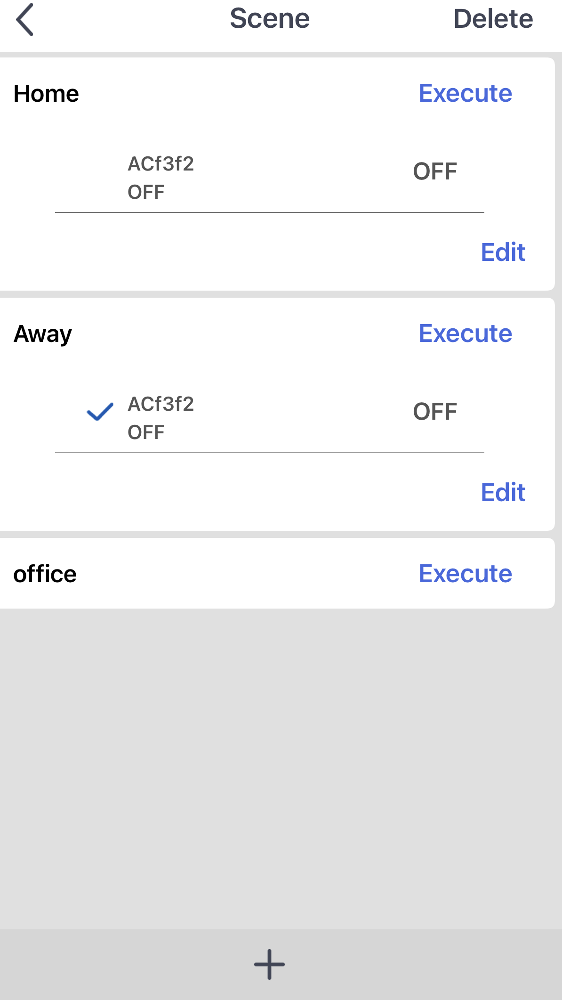 Scene
Delete
Home
Execute
ACf3f2
OFF
OFF
Edit
Away
Execute
ACf3f2
OFF
OFF
Edit
office
Execute